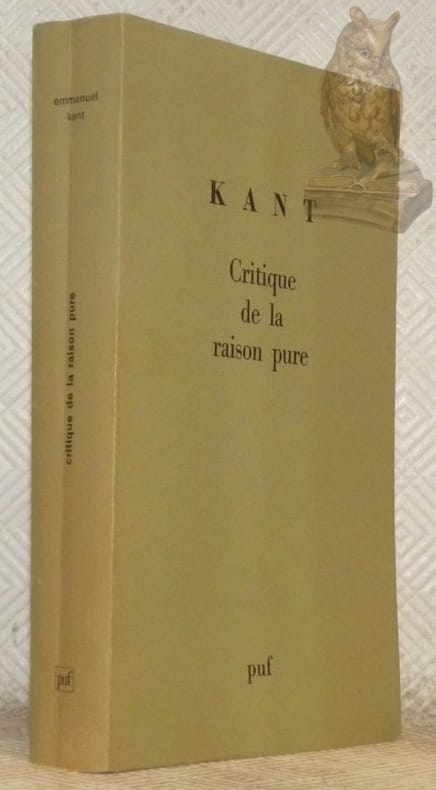 emmanuel
kant
critique de la raison pure
puf
KANT
Critique
de la
raison pure
puf